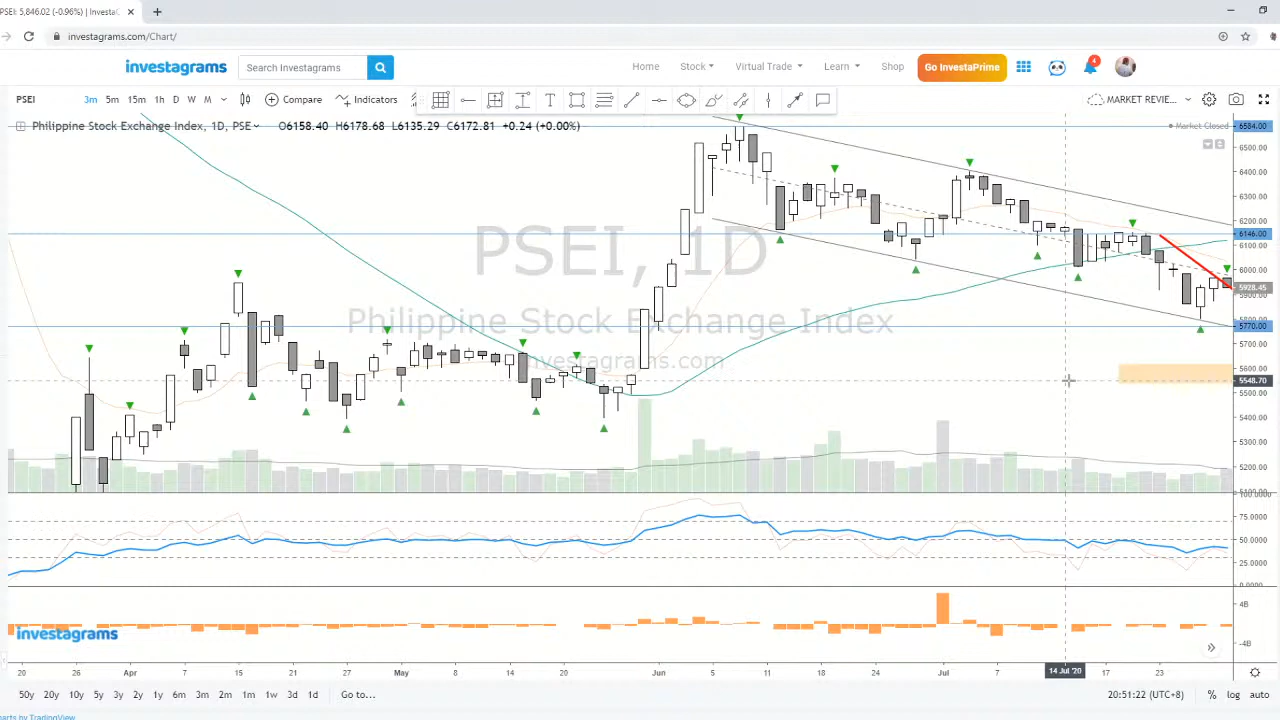 PSEI: 5,846.02 (-0.96%) | Investa
investagrams.com/Chart/
investagrams
Search Investagrams
Home Stock Virtual Trade Learn Shop Go InvestaPrime 4
PSEI 3m 5m 15m 1h D W M Compare Indicators MARKET REVIE...
Philippine Stock Exchange Index, 1D, PSE O6158.40 H6178.68 L6135.29 C6172.81 +0.24 (+0.00%)
Market Closed
PSEI, 1D
Philippine Stock Exchange Index
investagrams.com
6584.00
6500.00
6400.00
6300.00
6200.00
6146.00
6100.00
6000.00
5928.45
5900.00
5770.00
5700.00
5600.00
5548.70
5500.00
5400.00
5300.00
5200.00
5100.00
100.0000
75.0000
50.0000
25.0000
0.0000
4B
-4B
investagrams
20 26 Apr 7 15 21 27 May 8 14 20 Jun 5 11 18 24 Jul 7 14 Jul '20 17 23
50y 20y 10y 5y 3y 2y 1y 6m 3m 2m 1m 1w 3d 1d Go to... 20:51:22 (UTC+8) % log auto
arts by TradingView